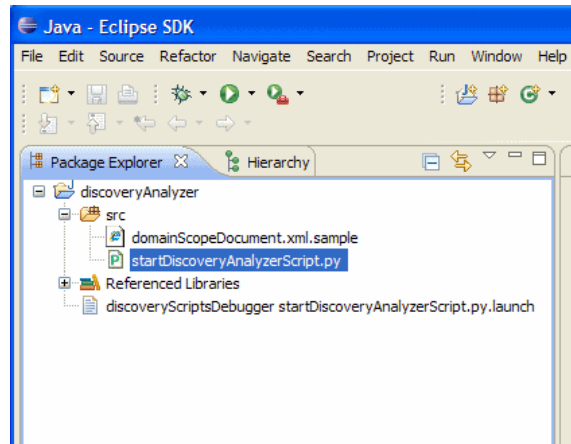 Java - Eclipse SDK
File Edit Source Refactor Navigate Search Project Run Window Help
Package Explorer Hierarchy
discoveryAnalyzer
src
domainScopeDocument.xml.sample
startDiscoveryAnalyzerScript.py
Referenced Libraries
discoveryScriptsDebugger startDiscoveryAnalyzerScript.py.launch